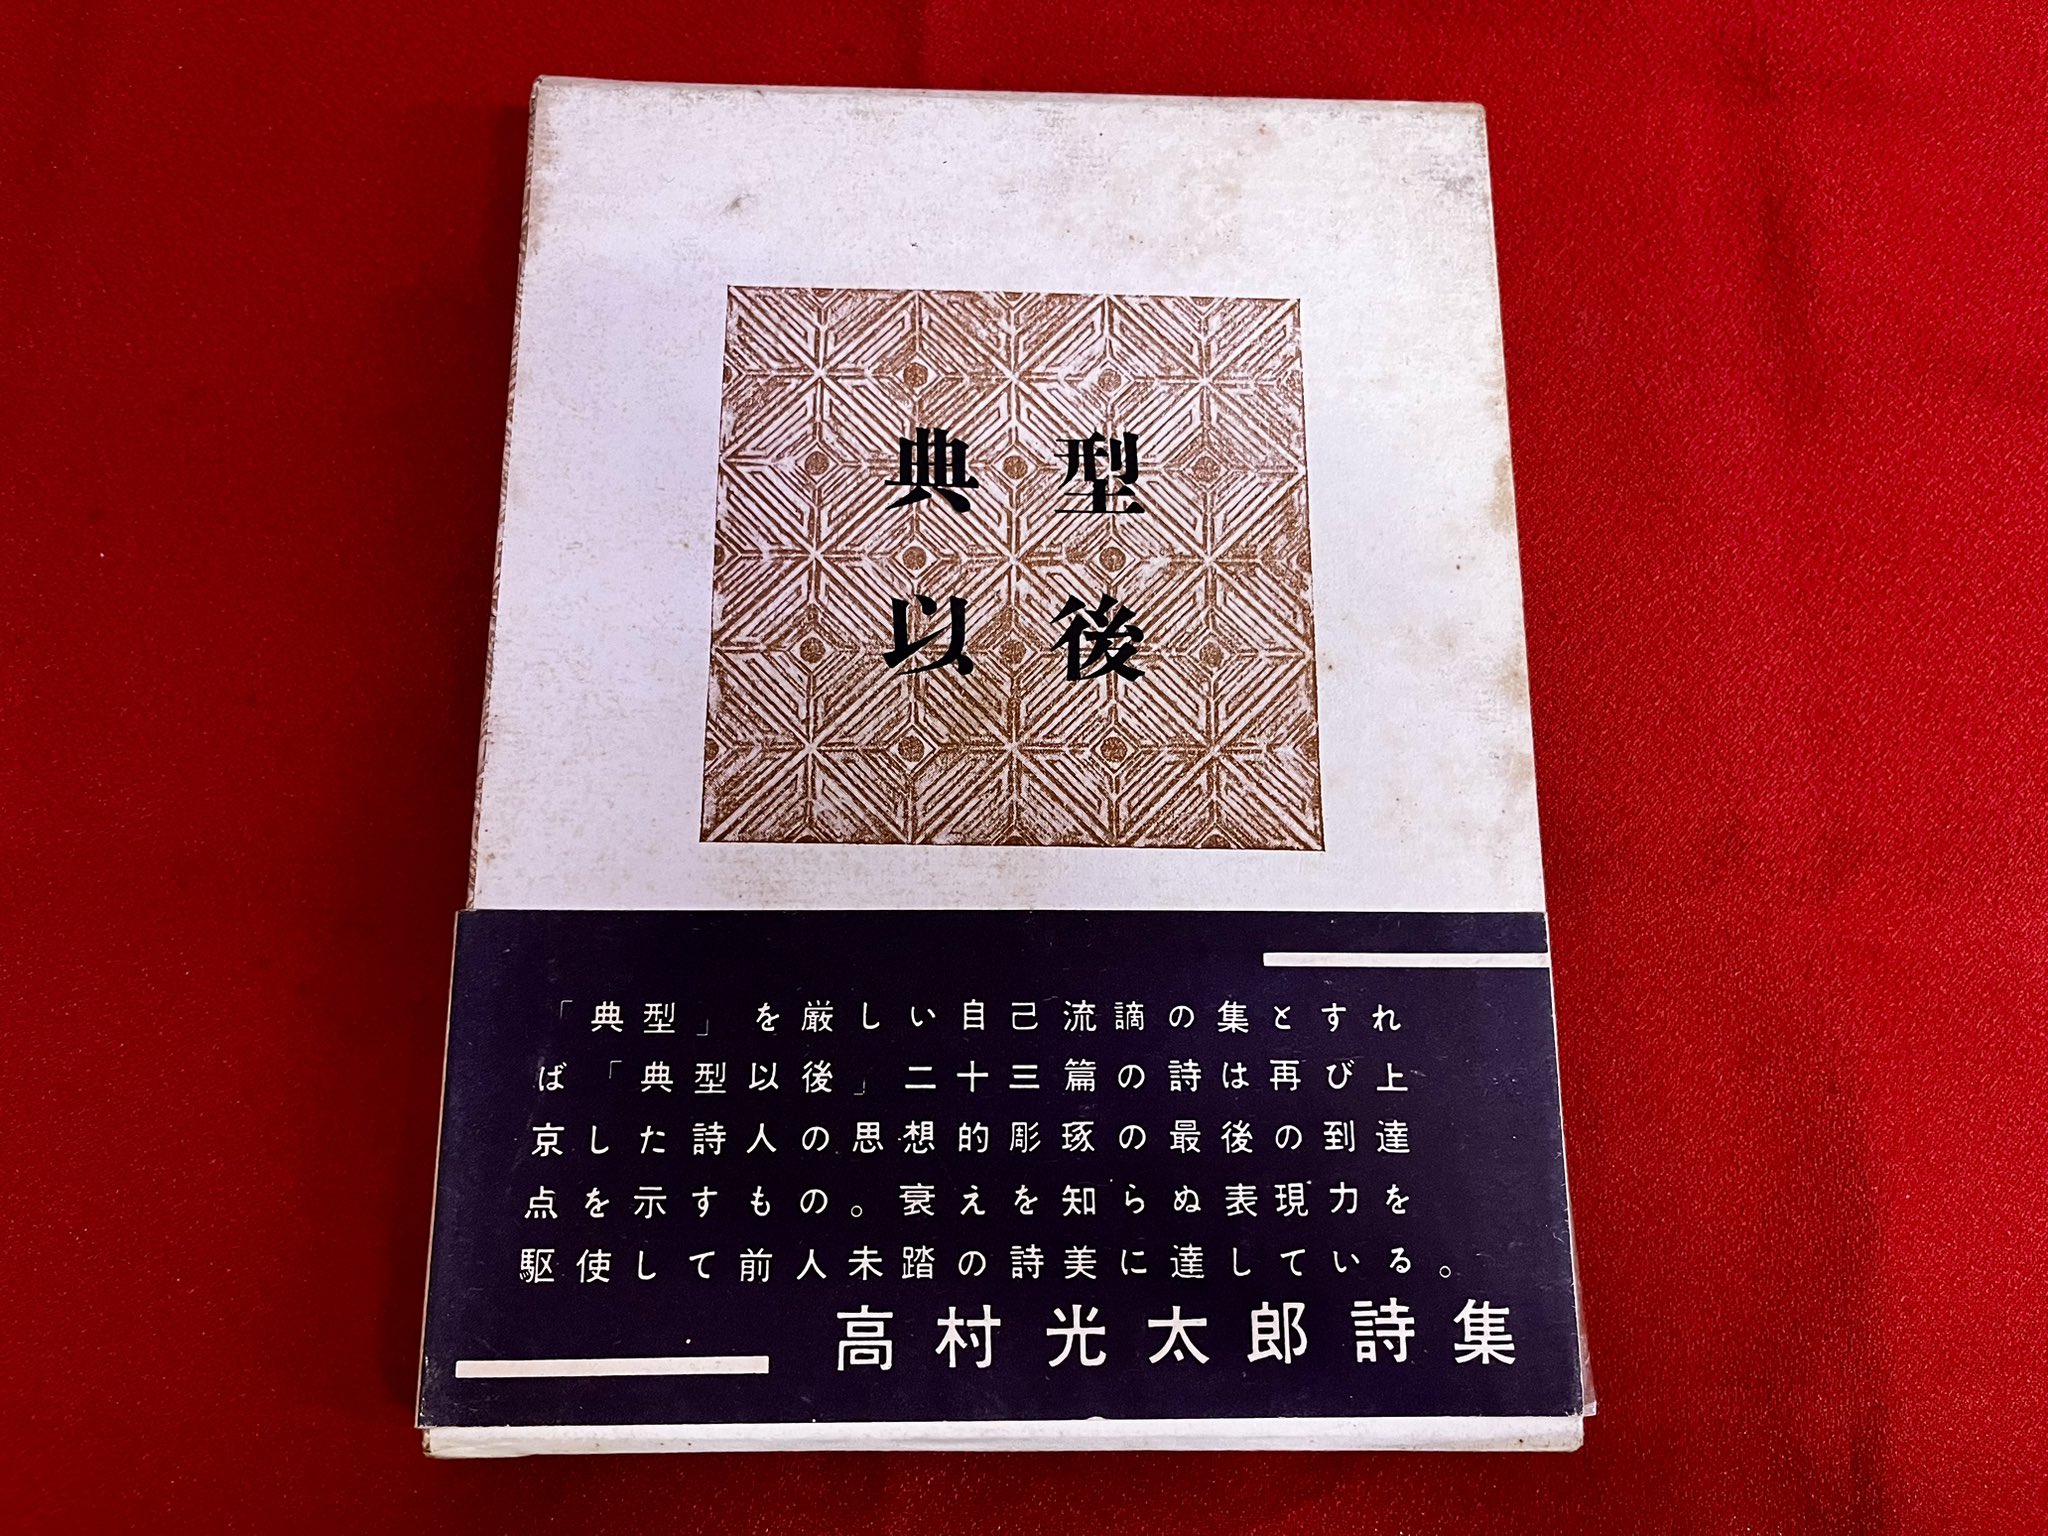 典型
以後
「典型」を厳しい自己流謫の集とすれ
ば「典型以後」二十三篇の詩は再び上
京した詩人の思想的彫琢の最後の到達
点を示すもの。衰えを知らぬ表現力を
駆使して前人未踏の詩美に達している。
高村光太郎詩集